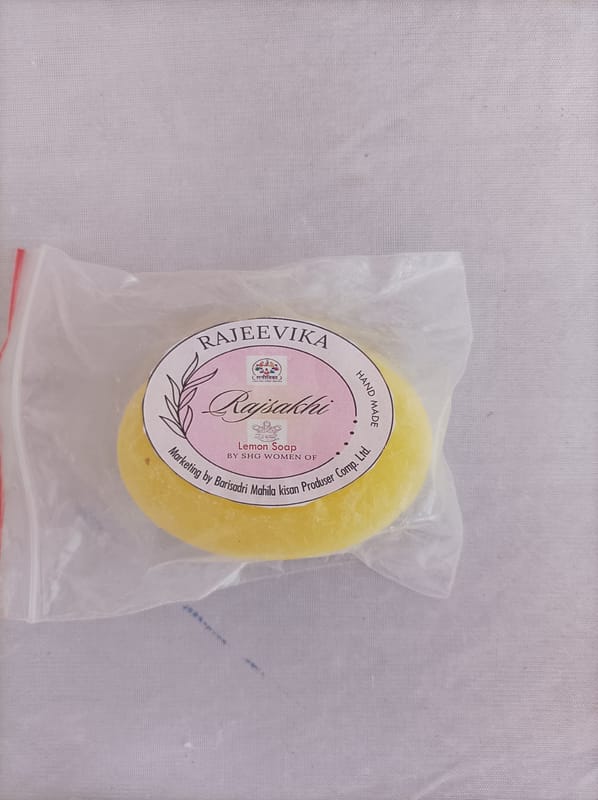 RAJEEVIKA
HAND MADE
Rajsakhi
Lemon Soap
BY SHG WOMEN OF
Marketing by Barisadri Mahila kisan Produser Comp. Ltd.